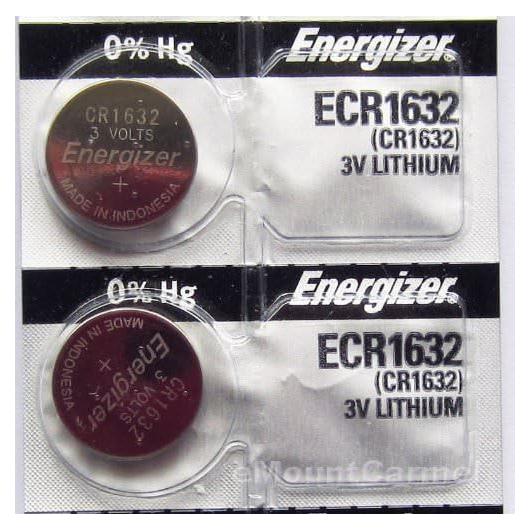 0% Hg
Energizer
CR1632
3 VOLTS
Energizer
+
MADE IN INDONESIA
ECR1632
(CR1632)
3V LITHIUM
0% Hg
Energizer
MADE IN INDONESIA
+
Energizer
3 VOLTS
CR1632
ECR1632
(CR1632)
3V LITHIUM
eMountCarmel